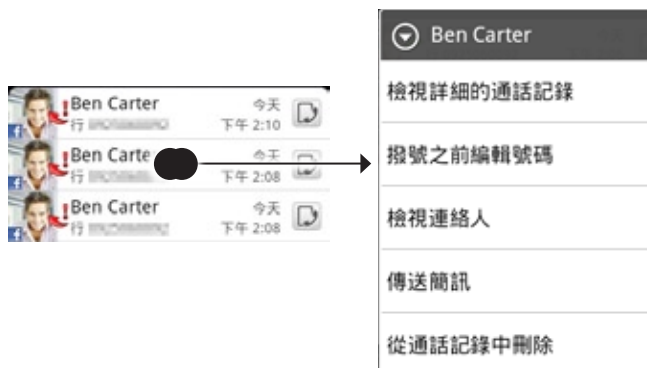 Ben Carter 今天
行 下午 2:10
Ben Carte 今天
行 下午 2:08
Ben Carter 今天
行 下午 2:08
Ben Carter
檢視詳細的通話記錄
撥號之前編輯號碼
檢視連絡人
傳送簡訊
從通話記錄中刪除